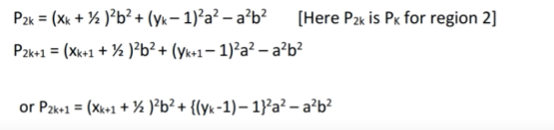 P₂ₖ = (xₖ + ½ )²b² + (yₖ – 1)²a² – a²b² [Here P₂ₖ is Pₖ for region 2]
P₂ₖ₊₁ = (xₖ₊₁ + ½ )²b² + (yₖ₊₁ – 1)²a² – a²b²
or P₂ₖ₊₁ = (xₖ₊₁ + ½ )²b² + {(yₖ -1) – 1}²a² – a²b²